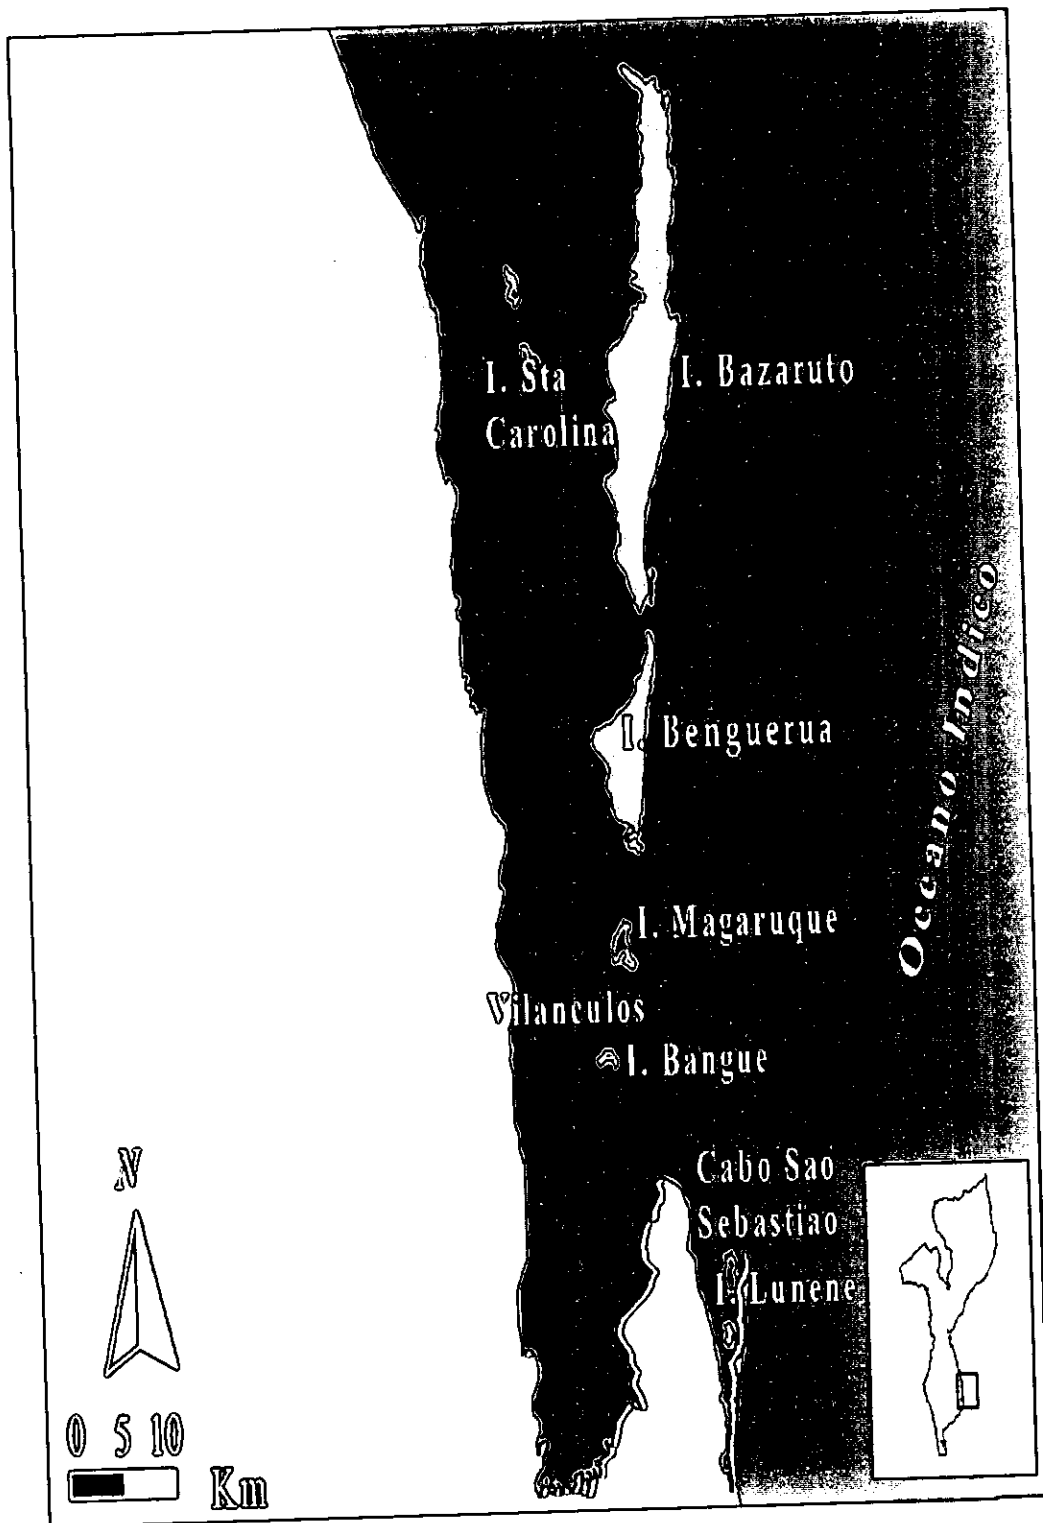 I. Sta
Carolina
I. Bazaruto
Oceano Indico
I. Benguerua
I. Magaruque
Vilanculos
I. Bangue
Cabo Sao
Sebastiao
I. Lunene
N
0 5 10
Km